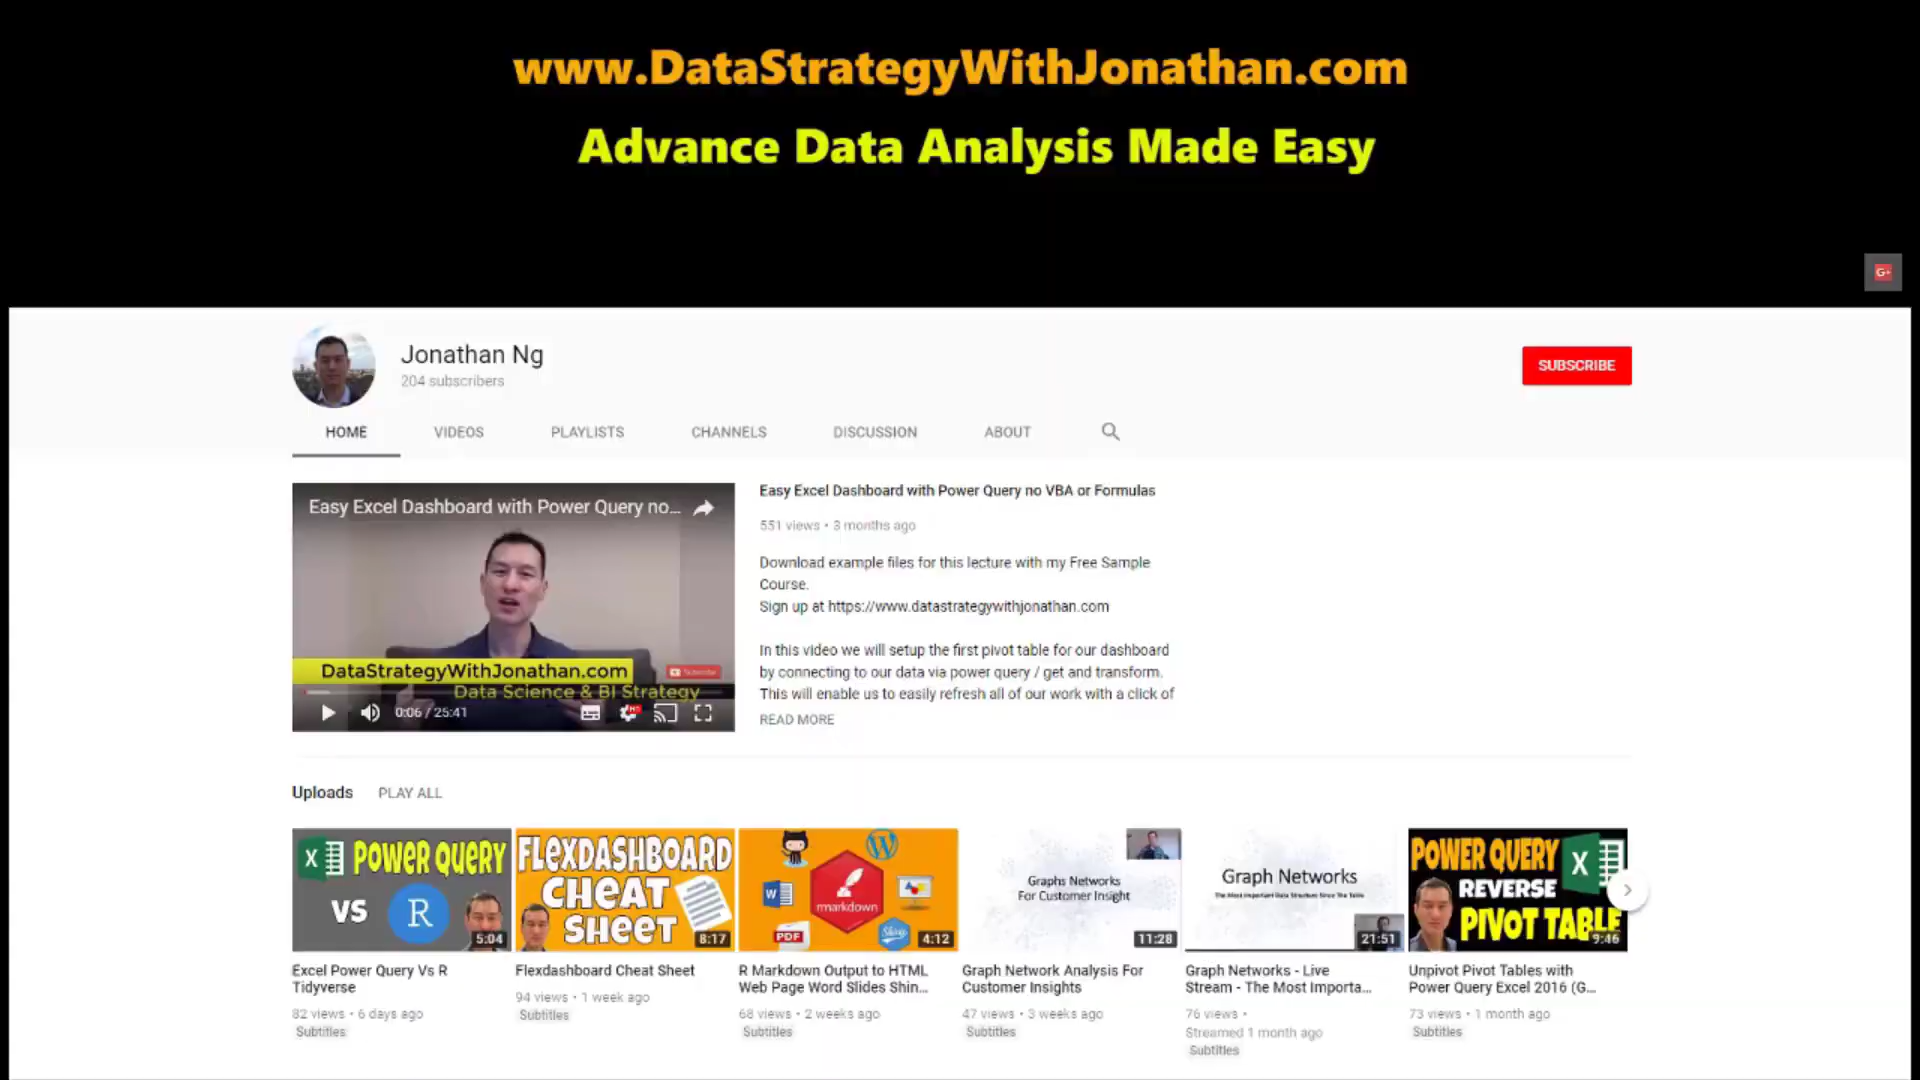 www.DataStrategyWithJonathan.com
Advance Data Analysis Made Easy
G+
Jonathan Ng
204 subscribers
SUBSCRIBE
HOME VIDEOS PLAYLISTS CHANNELS DISCUSSION ABOUT
Easy Excel Dashboard with Power Query no...
DataStrategyWithJonathan.com
Subscribe
Data Science & BI Strategy
0:06 / 25:41
Easy Excel Dashboard with Power Query no VBA or Formulas
551 views • 3 months ago
Download example files for this lecture with my Free Sample
Course.
Sign up at https://www.datastrategywithjonathan.com
In this video we will setup the first pivot table for our dashboard
by connecting to our data via power query / get and transform.
This will enable us to easily refresh all of our work with a click of
READ MORE
Uploads PLAY ALL
X POWER QUERY
VS R
5:04
Excel Power Query Vs R
Tidyverse
82 views • 6 days ago
Subtitles
FLEXDASHBOARD
CHEAT
SHEET
8:17
Flexdashboard Cheat Sheet
94 views • 1 week ago
Subtitles
W
W
rmarkdown
PDF
Shiny
4:12
R Markdown Output to HTML
Web Page Word Slides Shin...
68 views • 2 weeks ago
Subtitles
Graphs Networks
For Customer Insight
11:28
Graph Network Analysis For
Customer Insights
47 views • 3 weeks ago
Subtitles
Graph Networks
The Most Important Data Structure Since The Table
21:51
Graph Networks - Live
Stream - The Most Importa...
76 views •
Streamed 1 month ago
Subtitles
POWER QUERY X
REVERSE
PIVOT TABLE
9:46
Unpivot Pivot Tables with
Power Query Excel 2016 (G...
73 views • 1 month ago
Subtitles